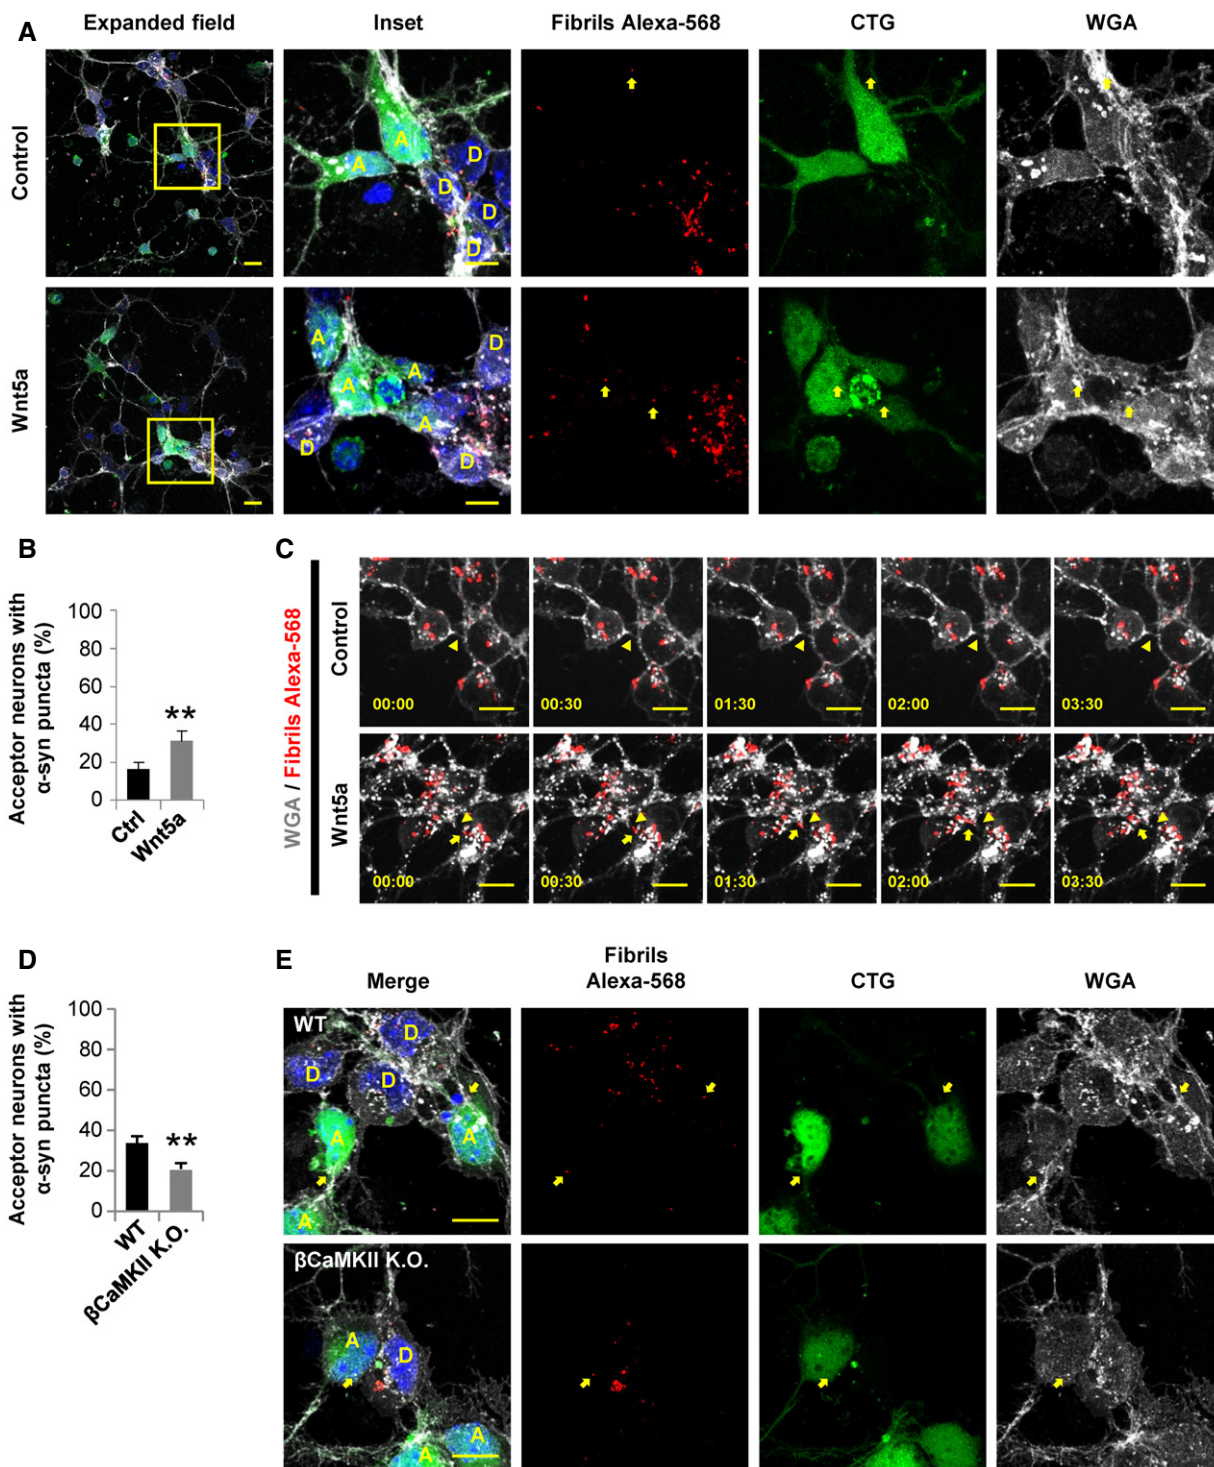 A
Expanded field
Inset
Fibrils Alexa-568
CTG
WGA
Control
A
A
D
D
D
D
Wnt5a
A
A
A
A
D
D
D
B
Acceptor neurons with
α-syn puncta (%)
100
80
60
40
20
0
**
Ctrl
Wnt5a
C
WGA / Fibrils Alexa-568
Control
00:00
00:30
01:30
02:00
03:30
Wnt5a
00:00
00:30
01:30
02:00
03:30
D
Acceptor neurons with
α-syn puncta (%)
100
80
60
40
20
0
**
WT
βCaMKII K.O.
E
Merge
Fibrils
Alexa-568
CTG
WGA
WT
D
D
D
A
A
A
βCaMKII K.O.
A
D
A
A